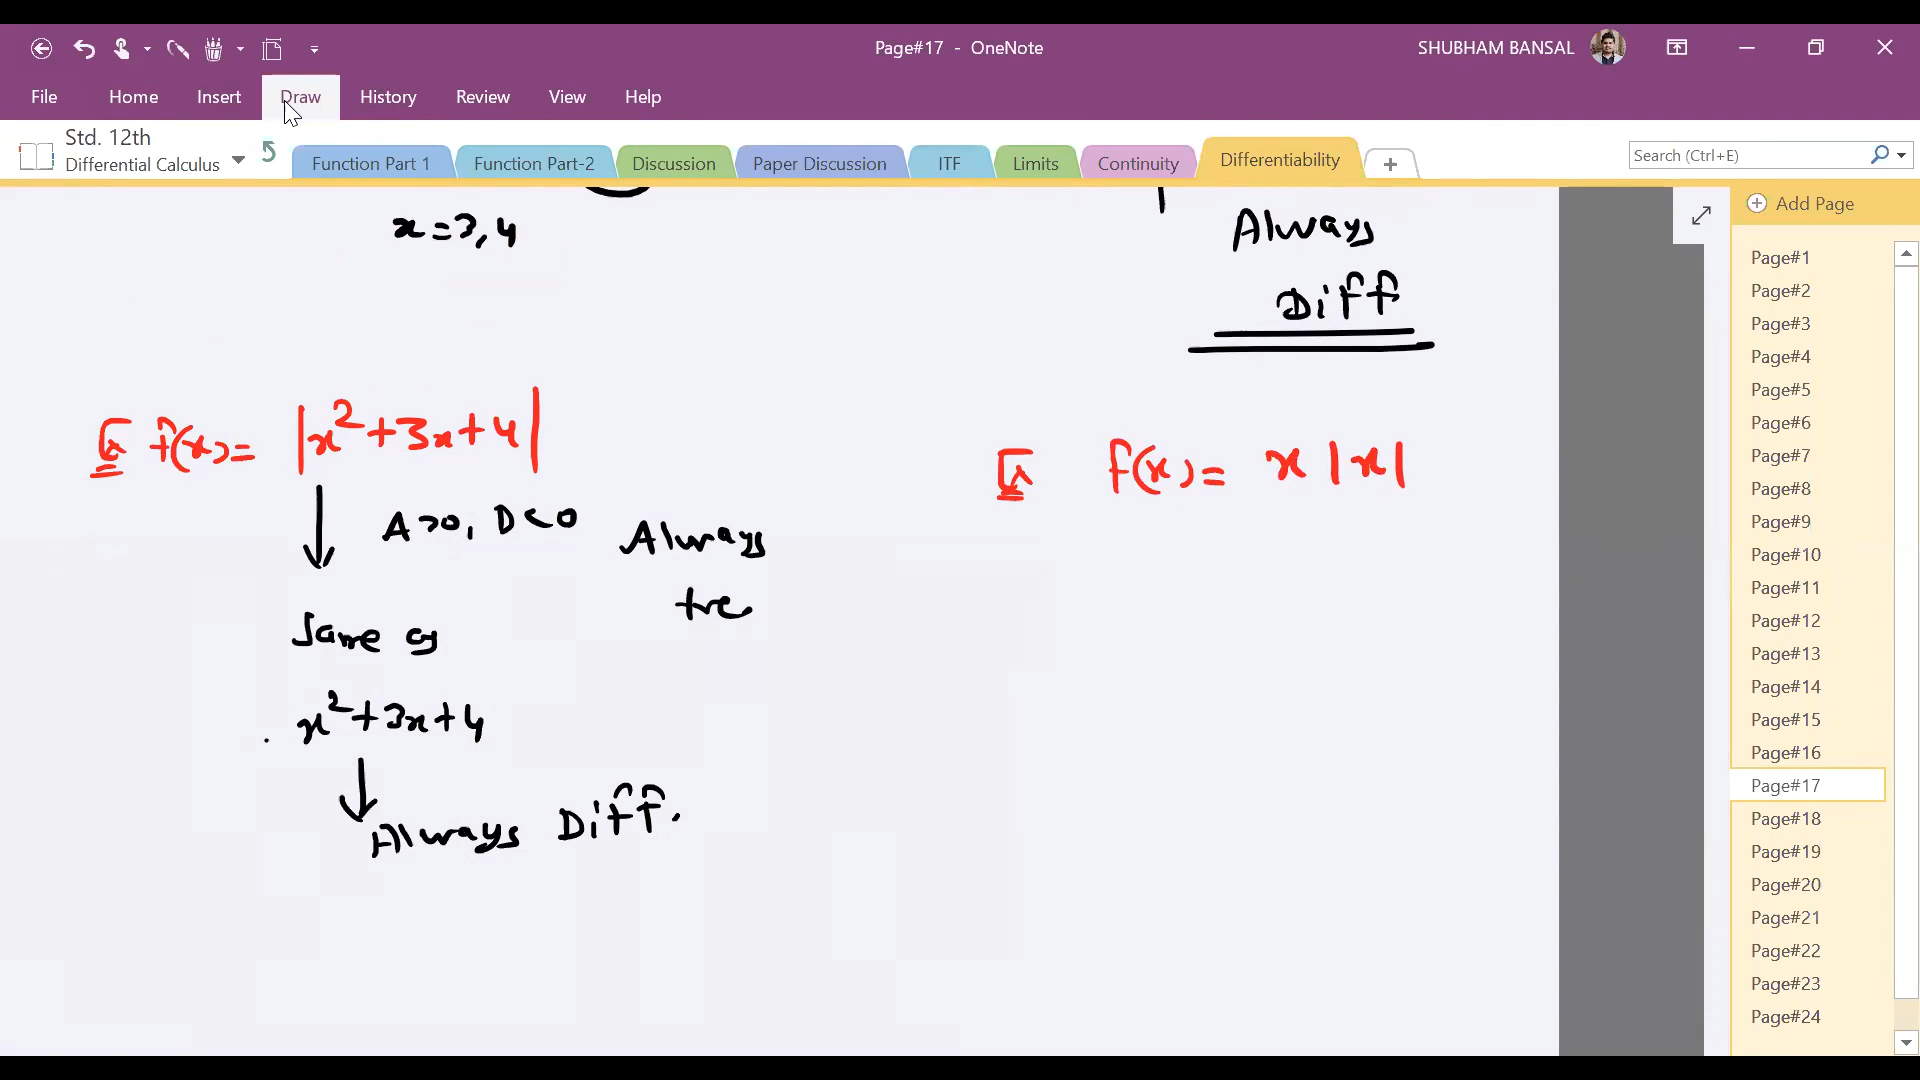 Page#17 - OneNote
SHUBHAM BANSAL
File Home Insert Draw History Review View Help
Std. 12th
Differential Calculus
Function Part 1
Function Part-2
Discussion
Paper Discussion
ITF
Limits
Continuity
Differentiability
Search (Ctrl+E)
Add Page
x=3,4
Always
Diff
f(x)= |x²+3x+4|
A>0, D<0
Always
+ve
Same as
x²+3x+4
Always Diff.
f(x)= x|x|
Page#1
Page#2
Page#3
Page#4
Page#5
Page#6
Page#7
Page#8
Page#9
Page#10
Page#11
Page#12
Page#13
Page#14
Page#15
Page#16
Page#17
Page#18
Page#19
Page#20
Page#21
Page#22
Page#23
Page#24